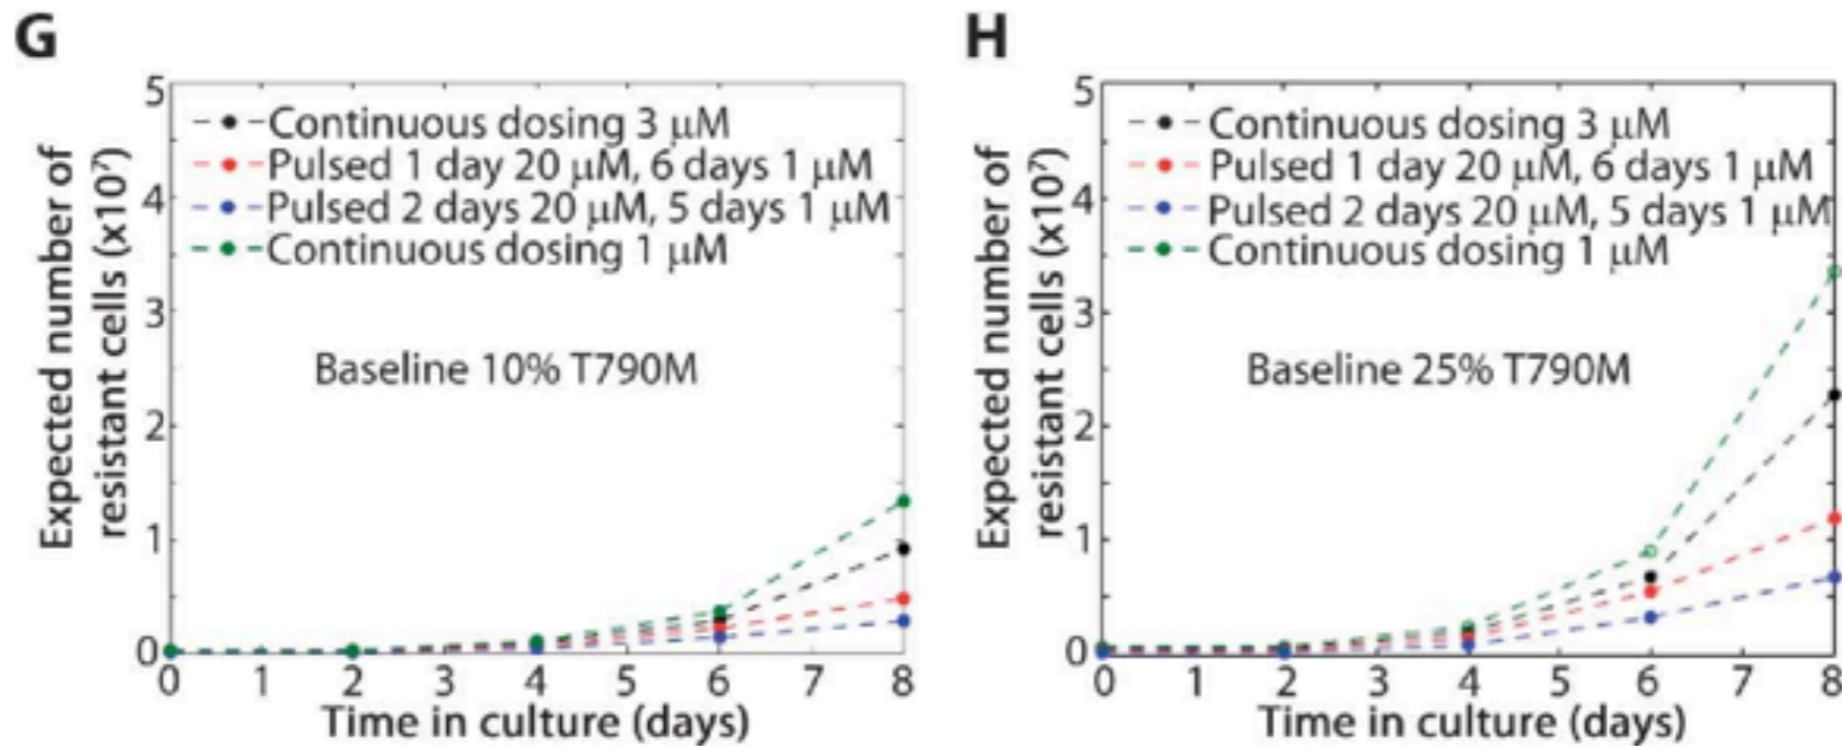 G
Expected number of
resistant cells (x10⁷)
5
4
3
2
1
0
Continuous dosing 3 μM
Pulsed 1 day 20 μM, 6 days 1 μM
Pulsed 2 days 20 μM, 5 days 1 μM
Continuous dosing 1 μM
Baseline 10% T790M
0 1 2 3 4 5 6 7 8
Time in culture (days)
H
Expected number of
resistant cells (x10⁷)
5
4
3
2
1
0
Continuous dosing 3 μM
Pulsed 1 day 20 μM, 6 days 1 μM
Pulsed 2 days 20 μM, 5 days 1 μM
Continuous dosing 1 μM
Baseline 25% T790M
0 1 2 3 4 5 6 7 8
Time in culture (days)